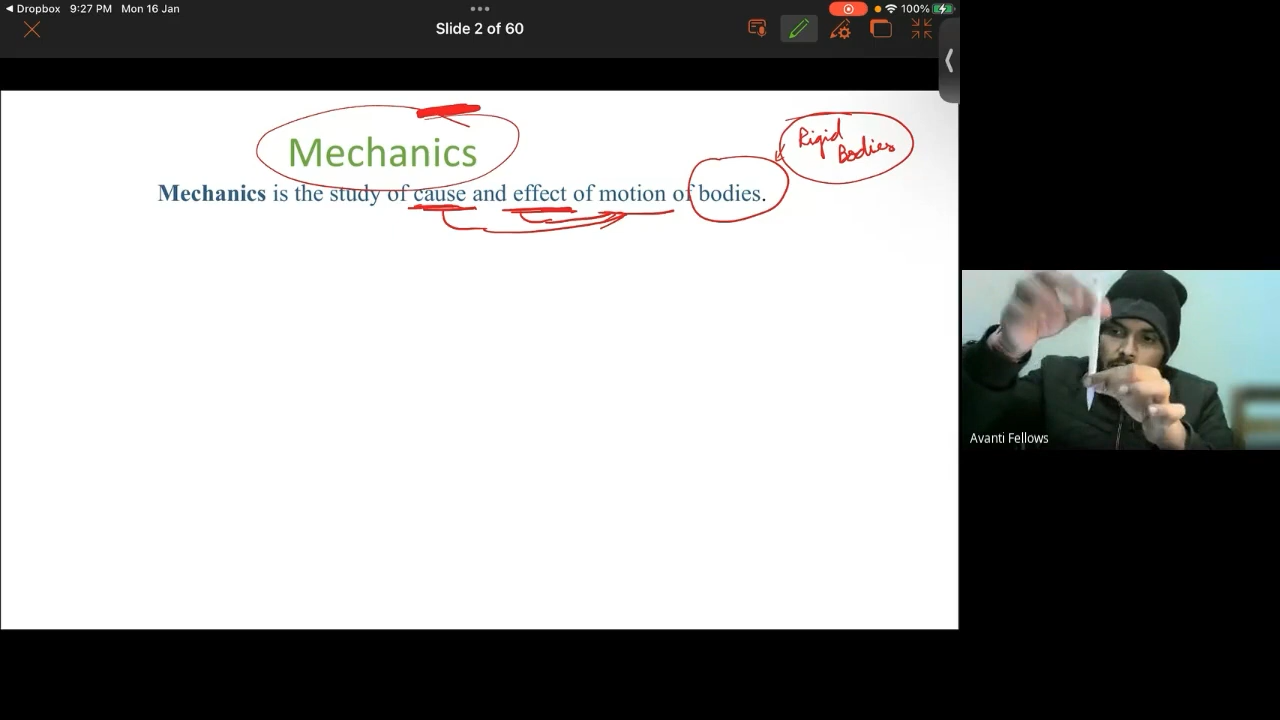 Dropbox 9:27 PM Mon 16 Jan 100%
Slide 2 of 60
Mechanics
Rigid
Bodies
Mechanics is the study of cause and effect of motion of bodies.
Avanti Fellows